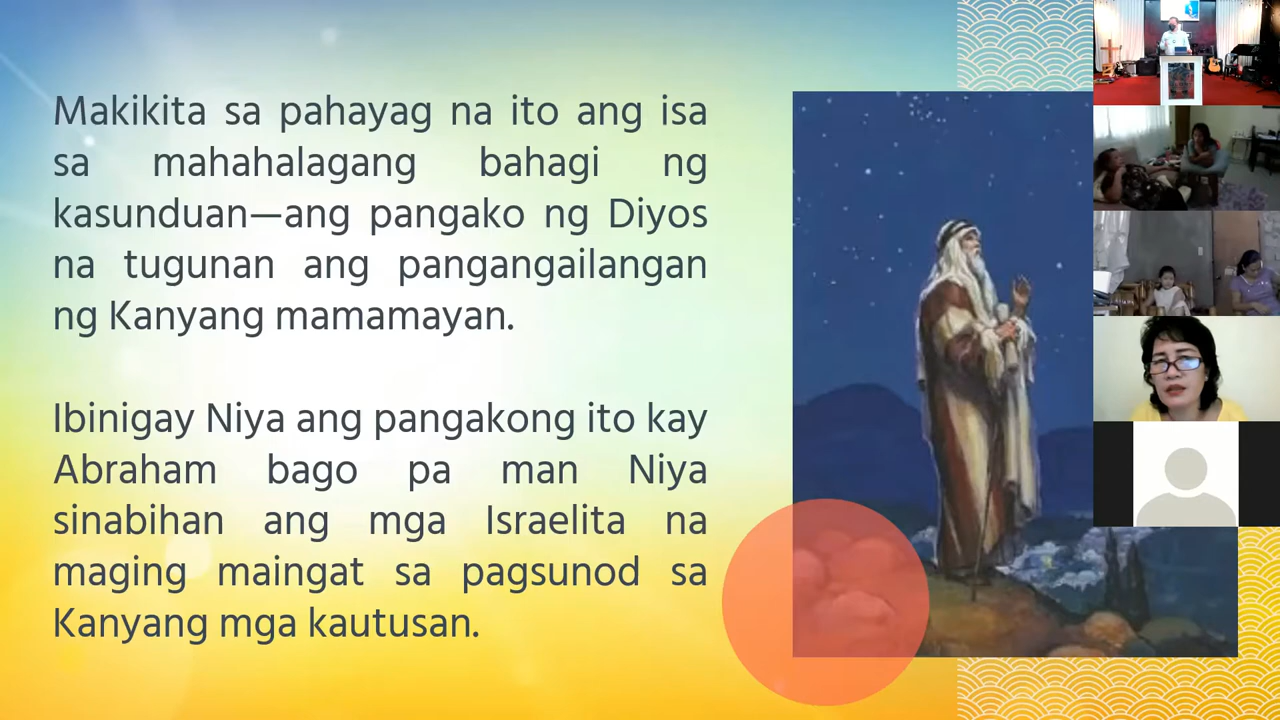 Makikita sa pahayag na ito ang isa
sa mahahalagang bahagi ng
kasunduan—ang pangako ng Diyos
na tugunan ang pangangailangan
ng Kanyang mamamayan.
Ibinigay Niya ang pangakong ito kay
Abraham bago pa man Niya
sinabihan ang mga Israelita na
maging maingat sa pagsunod sa
Kanyang mga kautusan.